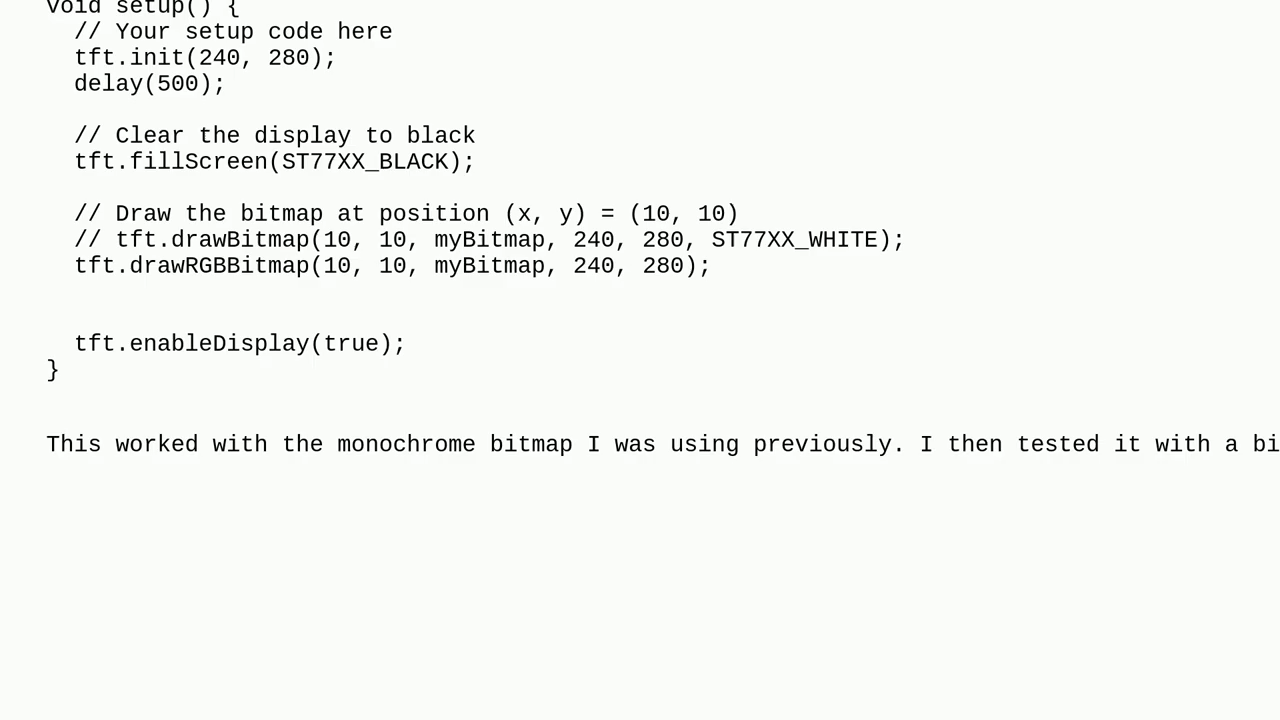 void setup() {
// Your setup code here
tft.init(240, 280);
delay(500);
// Clear the display to black
tft.fillScreen(ST77XX_BLACK);
// Draw the bitmap at position (x, y) = (10, 10)
// tft.drawBitmap(10, 10, myBitmap, 240, 280, ST77XX_WHITE);
tft.drawRGBBitmap(10, 10, myBitmap, 240, 280);
tft.enableDisplay(true);
}
This worked with the monochrome bitmap I was using previously. I then tested it with a bi